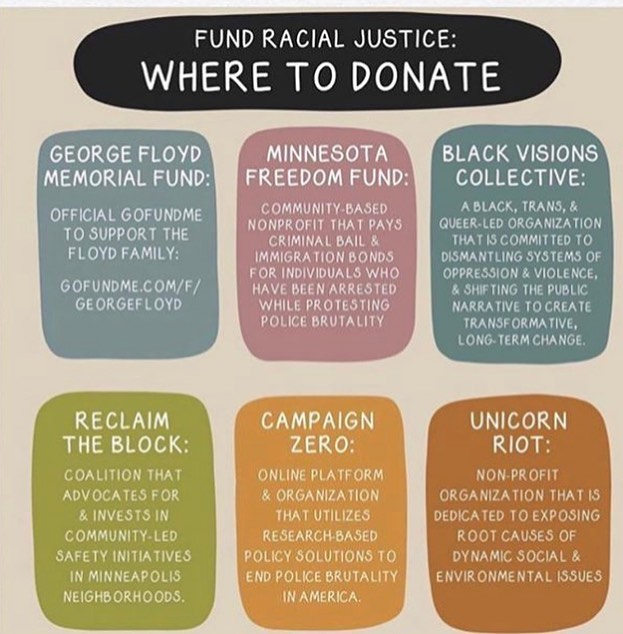 FUND RACIAL JUSTICE:
WHERE TO DONATE
GEORGE FLOYD
MEMORIAL FUND:
OFFICIAL GOFUNDME
TO SUPPORT THE
FLOYD FAMILY:
GOFUNDME.COM/F/
GEORGEFLOYD
MINNESOTA
FREEDOM FUND:
COMMUNITY-BASED
NONPROFIT THAT PAYS
CRIMINAL BAIL &
IMMIGRATION BONDS
FOR INDIVIDUALS WHO
HAVE BEEN ARRESTED
WHILE PROTESTING
POLICE BRUTALITY
BLACK VISIONS
COLLECTIVE:
A BLACK, TRANS, &
QUEER-LED ORGANIZATION
THAT IS COMMITTED TO
DISMANTLING SYSTEMS OF
OPPRESSION & VIOLENCE,
& SHIFTING THE PUBLIC
NARRATIVE TO CREATE
TRANSFORMATIVE,
LONG-TERM CHANGE.
RECLAIM
THE BLOCK:
COALITION THAT
ADVOCATES FOR
& INVESTS IN
COMMUNITY-LED
SAFETY INITIATIVES
IN MINNEAPOLIS
NEIGHBORHOODS.
CAMPAIGN
ZERO:
ONLINE PLATFORM
& ORGANIZATION
THAT UTILIZES
RESEARCH-BASED
POLICY SOLUTIONS TO
END POLICE BRUTALITY
IN AMERICA.
UNICORN
RIOT:
NON-PROFIT
ORGANIZATION THAT IS
DEDICATED TO EXPOSING
ROOT CAUSES OF
DYNAMIC SOCIAL &
ENVIRONMENTAL ISSUES